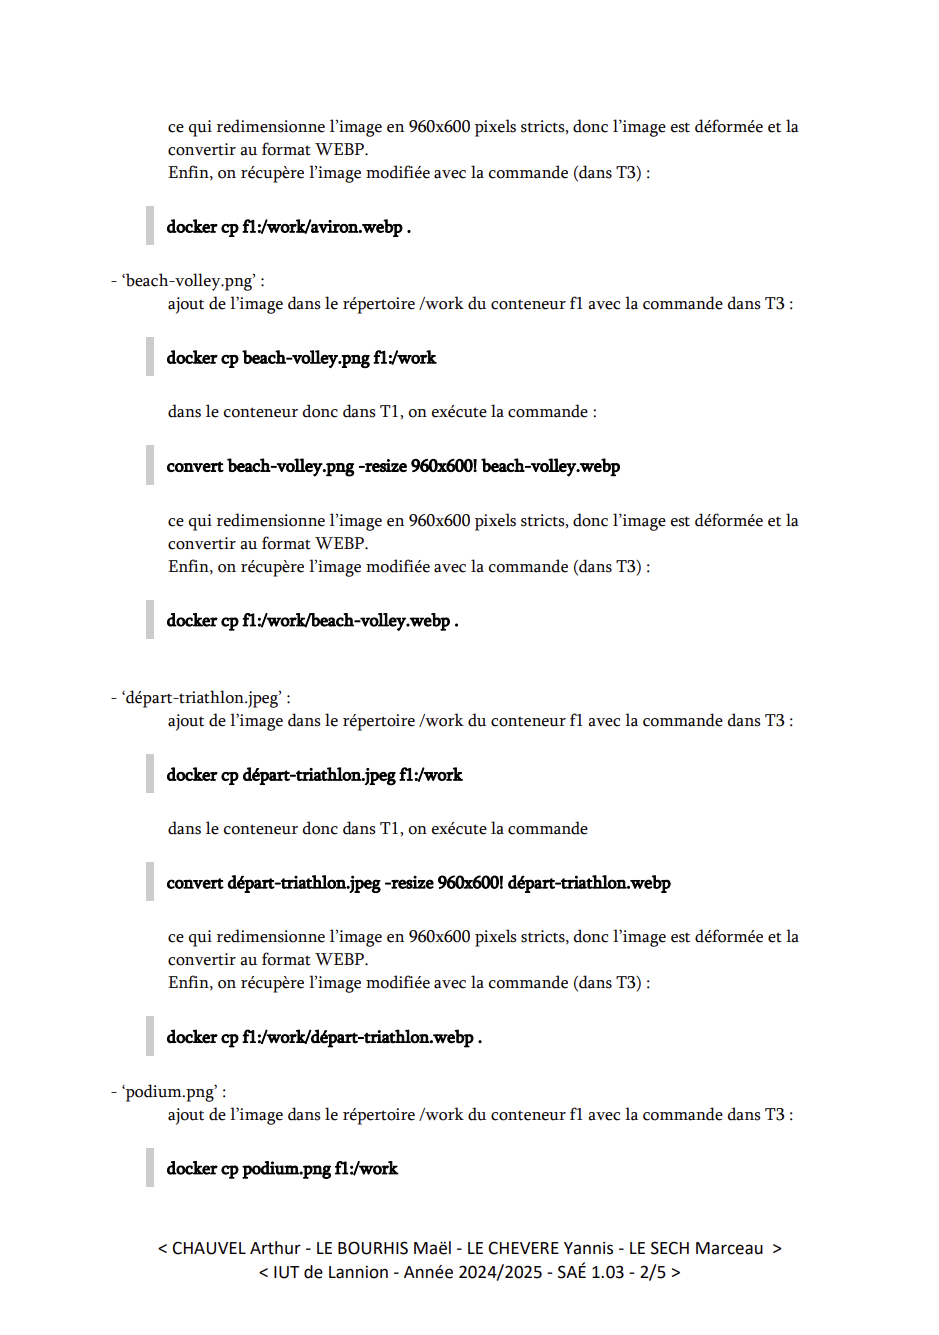 ce qui redimensionne l’image en 960x600 pixels stricts, donc l’image est déformée et la
convertir au format WEBP.
Enfin, on récupère l’image modifiée avec la commande (dans T3) :
docker cp f1:/work/aviron.webp .
- ‘beach-volley.png’ :
ajout de l’image dans le répertoire /work du conteneur f1 avec la commande dans T3 :
docker cp beach-volley.png f1:/work
dans le conteneur donc dans T1, on exécute la commande :
convert beach-volley.png -resize 960x600! beach-volley.webp
ce qui redimensionne l’image en 960x600 pixels stricts, donc l’image est déformée et la
convertir au format WEBP.
Enfin, on récupère l’image modifiée avec la commande (dans T3) :
docker cp f1:/work/beach-volley.webp .
- ‘départ-triathlon.jpeg’ :
ajout de l’image dans le répertoire /work du conteneur f1 avec la commande dans T3 :
docker cp départ-triathlon.jpeg f1:/work
dans le conteneur donc dans T1, on exécute la commande
convert départ-triathlon.jpeg -resize 960x600! départ-triathlon.webp
ce qui redimensionne l’image en 960x600 pixels stricts, donc l’image est déformée et la
convertir au format WEBP.
Enfin, on récupère l’image modifiée avec la commande (dans T3) :
docker cp f1:/work/départ-triathlon.webp .
- ‘podium.png’ :
ajout de l’image dans le répertoire /work du conteneur f1 avec la commande dans T3 :
docker cp podium.png f1:/work
< CHAUVEL Arthur - LE BOURHIS Maël - LE CHEVERE Yannis - LE SECH Marceau >
< IUT de Lannion - Année 2024/2025 - SAÉ 1.03 - 2/5 >